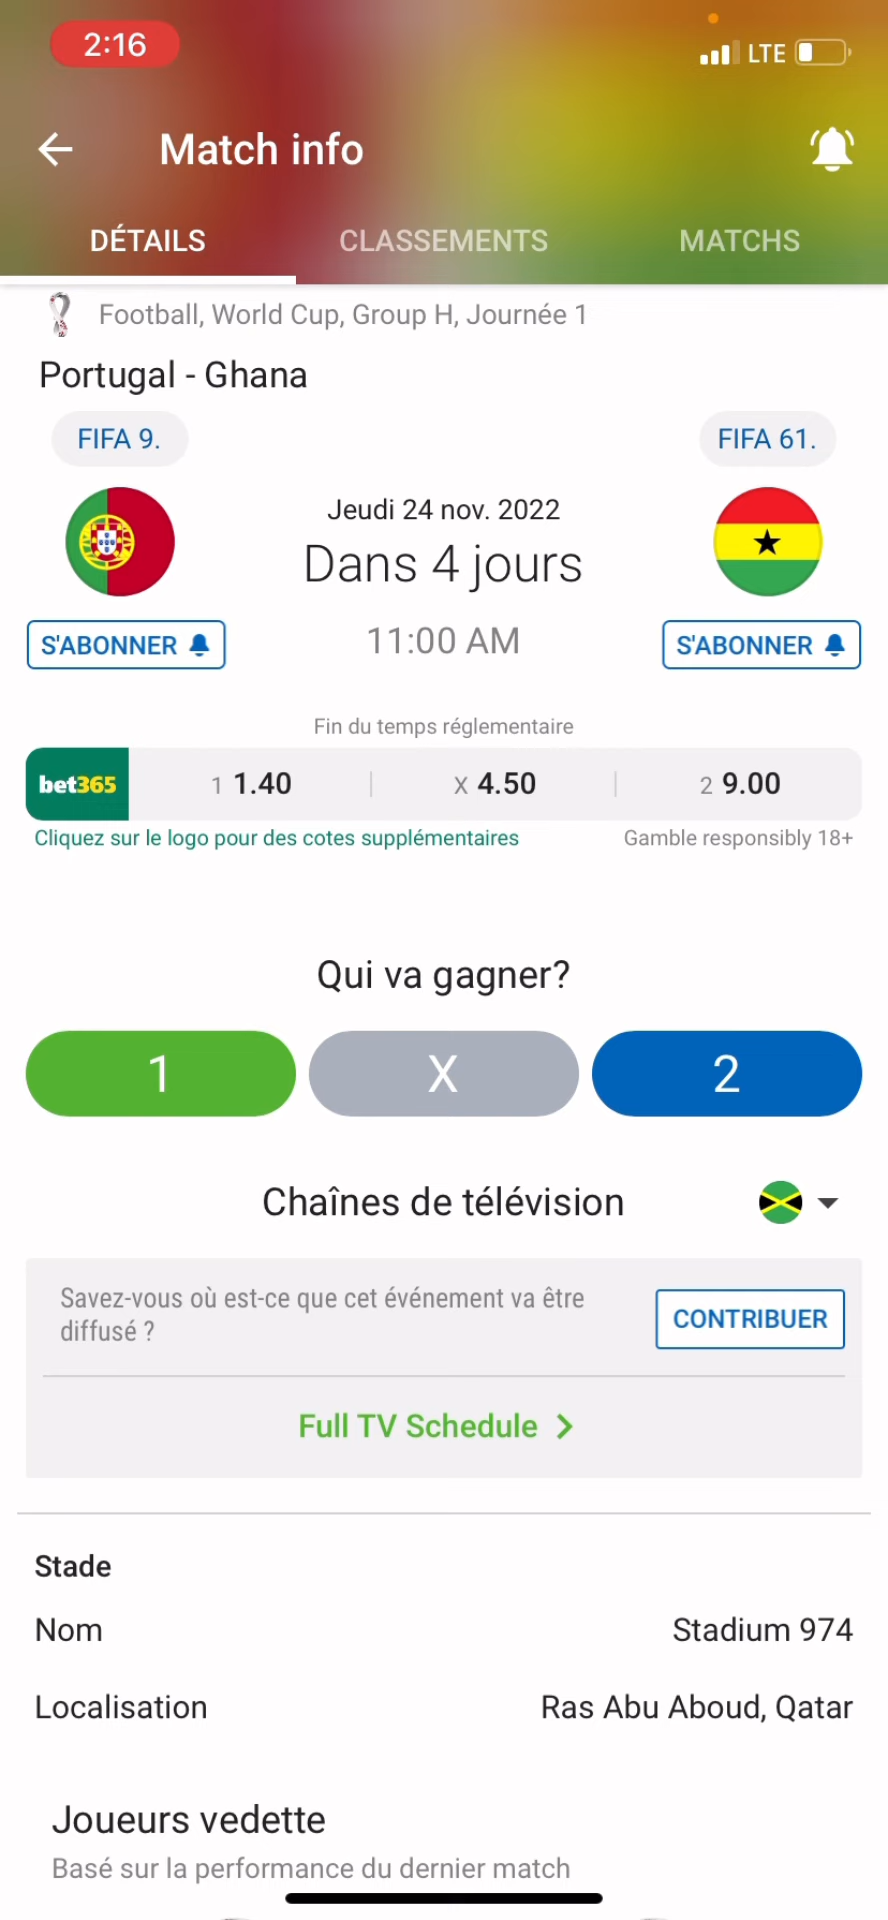 2:16
LTE
Match info
DÉTAILS CLASSEMENTS MATCHS
Football, World Cup, Group H, Journée 1
Portugal - Ghana
FIFA 9. FIFA 61.
Jeudi 24 nov. 2022
Dans 4 jours
S'ABONNER 11:00 AM S'ABONNER
Fin du temps réglementaire
bet365 1 1.40 X 4.50 2 9.00
Cliquez sur le logo pour des cotes supplémentaires Gamble responsibly 18+
Qui va gagner?
1 X 2
Chaînes de télévision
Savez-vous où est-ce que cet événement va être
diffusé ?
CONTRIBUER
Full TV Schedule
Stade
Nom Stadium 974
Localisation Ras Abu Aboud, Qatar
Joueurs vedette
Basé sur la performance du dernier match